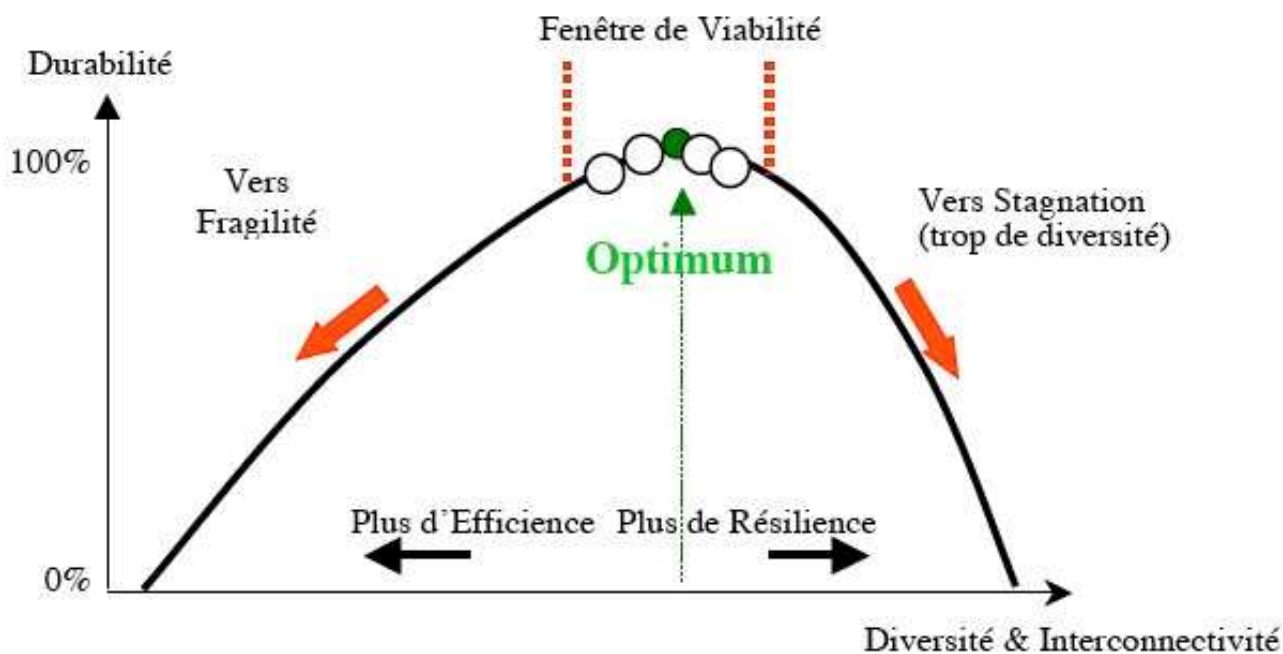 Fenêtre de Viabilité
Durabilité
100%
Vers
Fragilité
Vers Stagnation
(trop de diversité)
Optimum
Plus d'Efficience
Plus de Résilience
0%
Diversité & Interconnectivité